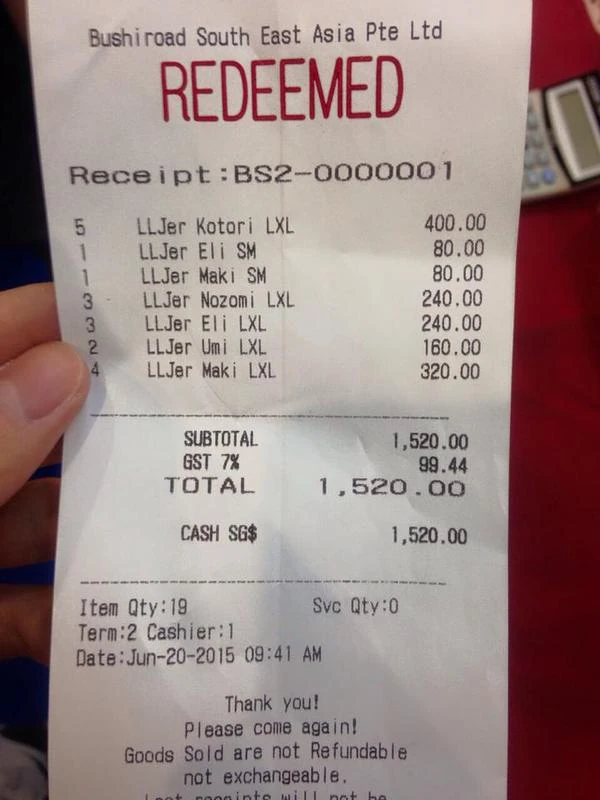 Bushiroad South East Asia Pte Ltd
REDEEMED
Receipt:BS2-0000001
5 LLJer Kotori LXL 400.00
1 LLJer Eli SM 80.00
1 LLJer Maki SM 80.00
3 LLJer Nozomi LXL 240.00
3 LLJer Eli LXL 240.00
2 LLJer Umi LXL 160.00
4 LLJer Maki LXL 320.00
SUBTOTAL 1,520.00
GST 7% 99.44
TOTAL 1,520.00
CASH SG$ 1,520.00
Item Qty:19 Svc Qty:0
Term:2 Cashier:1
Date:Jun-20-2015 09:41 AM
Thank you!
Please come again!
Goods Sold are not Refundable
not exchangeable.
receipts will not be